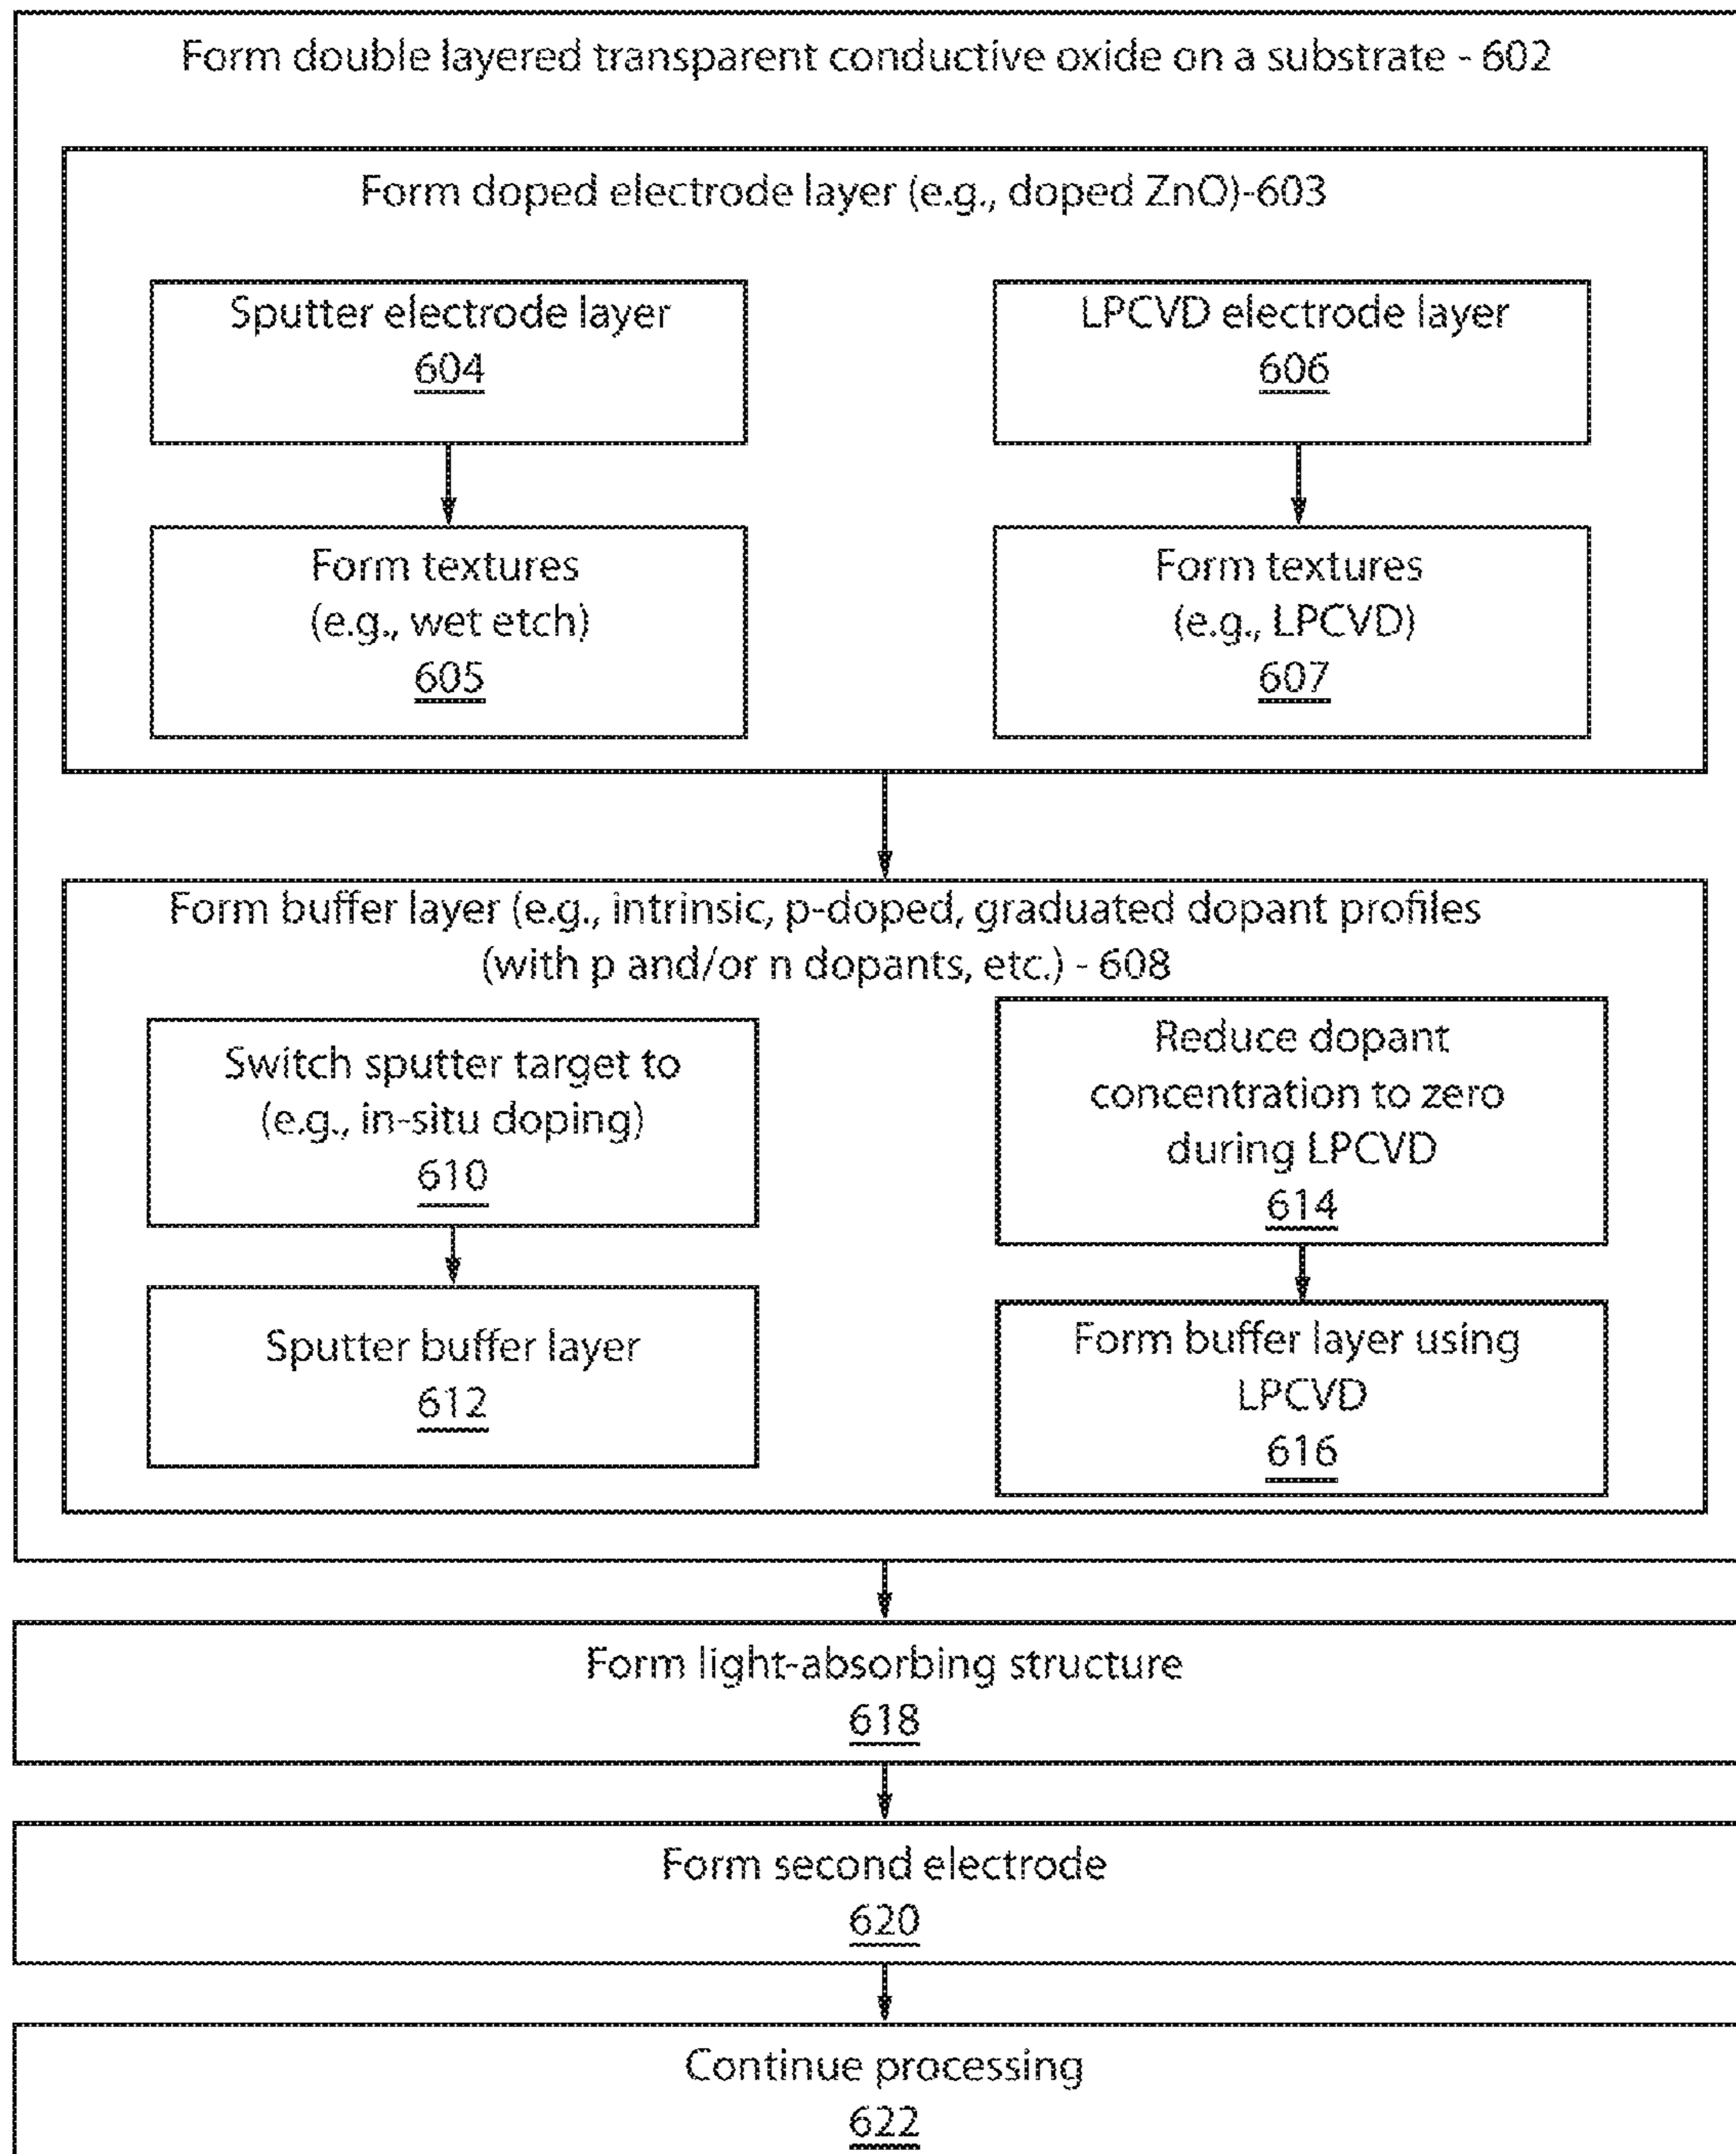 Form double layered transparent conductive oxide on a substrate - 602
Form doped electrode layer (e.g., doped ZnO)-603
Sputter electrode layer
604
LPCVD electrode layer
606
Form textures
(e.g., wet etch)
605
Form textures
(e.g., LPCVD)
607
Form buffer layer (e.g., intrinsic, p-doped, graduated dopant profiles
(with p and/or n dopants, etc.) - 608
Switch sputter target to
(e.g., in-situ doping)
610
Reduce dopant
concentration to zero
during LPCVD
614
Sputter buffer layer
612
Form buffer layer using
LPCVD
616
Form light-absorbing structure
618
Form second electrode
620
Continue processing
622